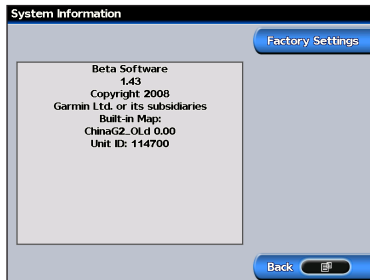 System Information
Factory Settings
Beta Software
1.43
Copyright 2008
Garmin Ltd. or its subsidiaries
Built-in Map:
ChinaG2_OLd 0.00
Unit ID: 114700
Back